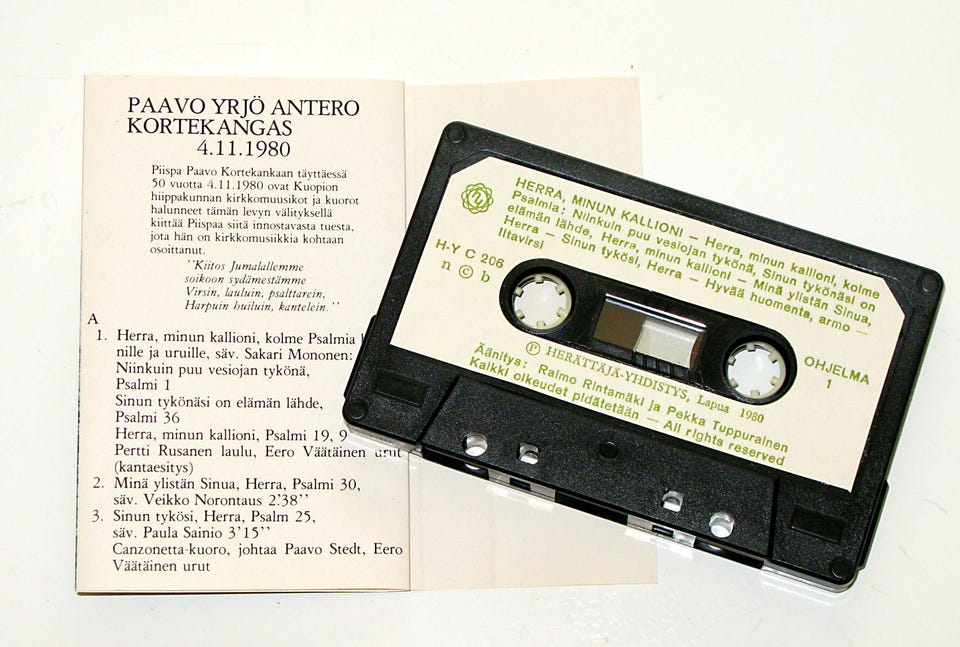 PAAVO YRJÖ ANTERO
KORTEKANGAS
4.11.1980
Piispa Paavo Kortekankaan täyttäessä
50 vuotta 4.11.1980 ovat Kuopion
hiippakunnan kirkkomuusikot ja kuorot
halunneet tämän levyn välityksellä
kiittää Piispaa siitä innostavasta tuesta,
jota hän on kirkkomusiikkia kohtaan
osoittanut.
"Kiitos Jumalallemme
soikoon sydämestämme
Virsin, lauluin, psalttarein,
Harpuin huiluin, kantelein."
A
1. Herra, minun kallioni, kolme Psalmia
nille ja uruille, säv. Sakari Mononen:
Niinkuin puu vesiojan tykönä,
Psalmi 1
Sinun tykönäsi on elämän lähde,
Psalmi 36
Herra, minun kallioni, Psalmi 19, 9
Pertti Rusanen laulu, Eero Väätäinen urut
(kantaesitys)
2. Minä ylistän Sinua, Herra, Psalmi 30,
säv. Veikko Norontaus 2'38''
3. Sinun tykösi, Herra, Psalm 25,
säv. Paula Sainio 3'15''
Canzonetta-kuoro, johtaa Paavo Stedt, Eero
Väätäinen urut
hy
HERRA, MINUN KALLIONI – Herra, minun kallioni, kolme
Psalmia: Niinkuin puu vesiojan tykönä, Sinun tykönäsi on
elämän lähde, Herra, minun kallioni – Minä ylistän Sinua,
Herra – Sinun tykösi, Herra – Hyvää huomenta, armo –
Iltavirsi
H-Y C 206
n © b
OHJELMA
1
Ⓟ HERÄTTÄJÄ-YHDISTYS, Lapua 1980
Äänitys: Raimo Rintamäki ja Pekka Tuppurainen
Kaikki oikeudet pidätetään – All rights reserved